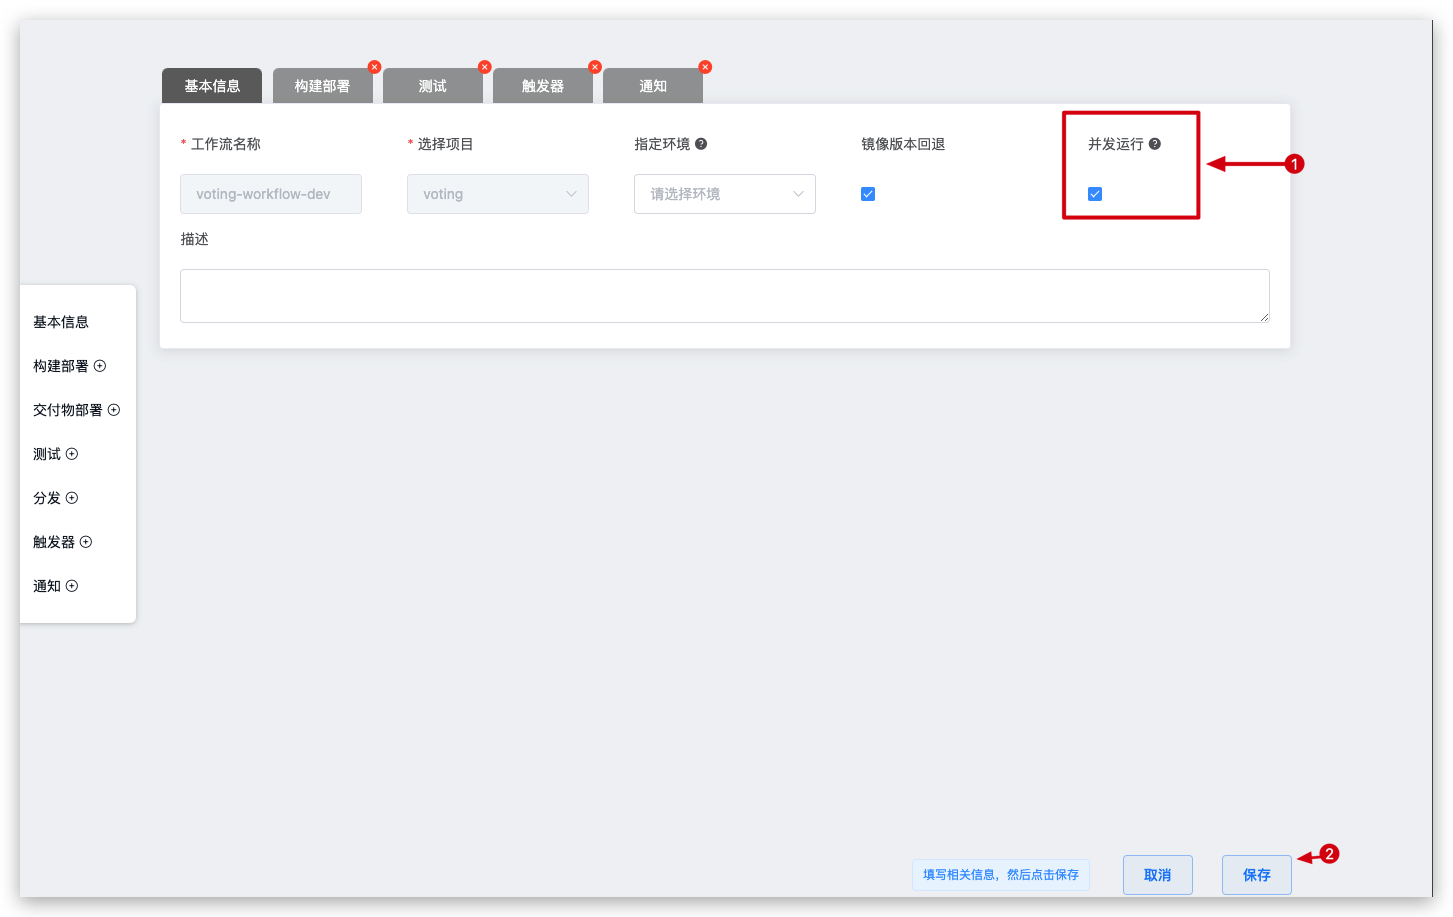 基本信息 构建部署 测试 触发器 通知
* 工作流名称 * 选择项目 指定环境 ? 镜像版本回退 并发运行 ?
1
voting-workflow-dev voting 请选择环境
描述
基本信息
构建部署
交付物部署
测试
分发
触发器
通知
2
填写相关信息，然后点击保存 取消 保存